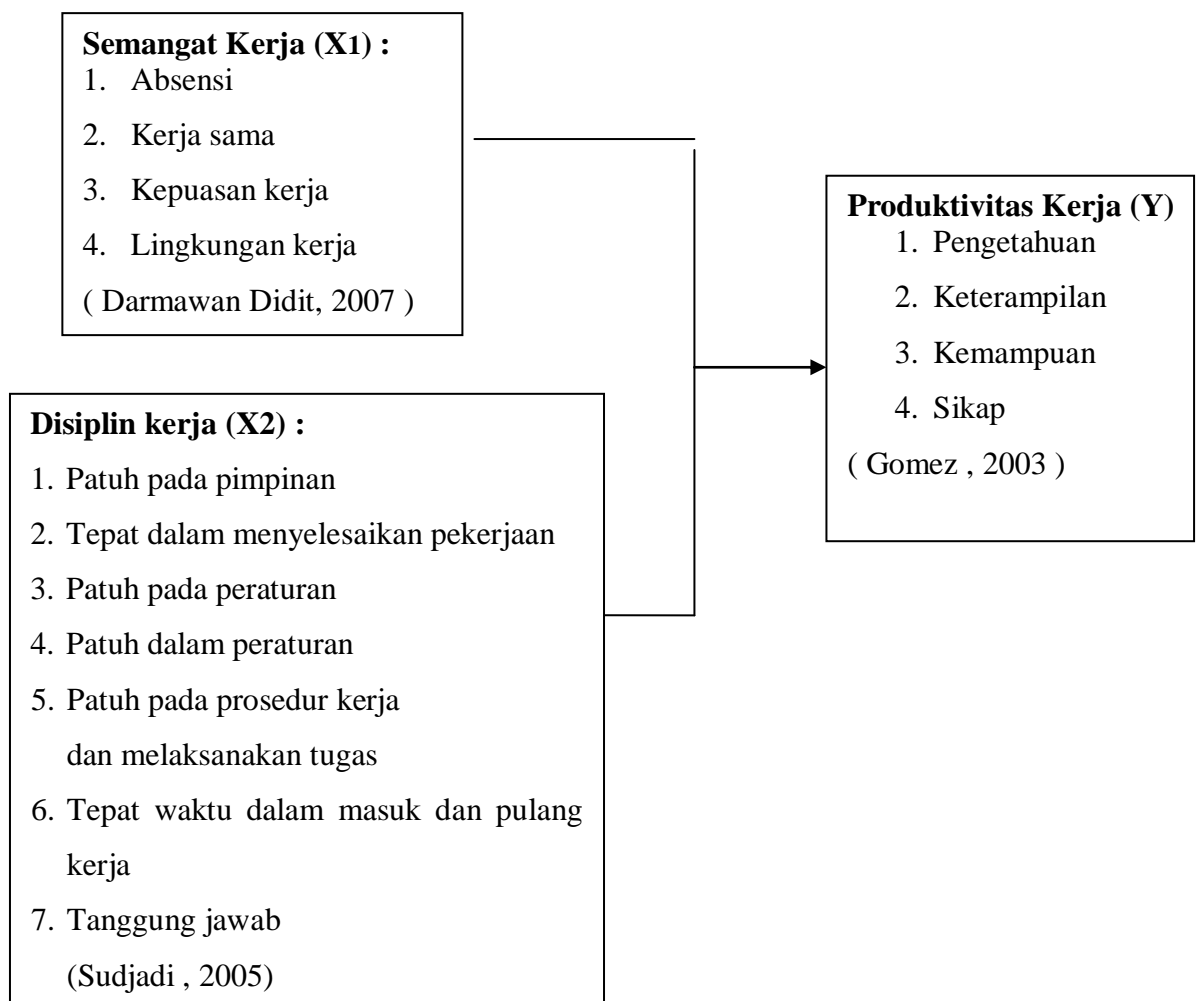 Semangat Kerja (X1) :
1. Absensi
2. Kerja sama
3. Kepuasan kerja
4. Lingkungan kerja
( Darmawan Didit, 2007 )
Disiplin kerja (X2) :
1. Patuh pada pimpinan
2. Tepat dalam menyelesaikan pekerjaan
3. Patuh pada peraturan
4. Patuh dalam peraturan
5. Patuh pada prosedur kerja
dan melaksanakan tugas
6. Tepat waktu dalam masuk dan pulang
kerja
7. Tanggung jawab
(Sudjadi , 2005)
Produktivitas Kerja (Y)
1. Pengetahuan
2. Keterampilan
3. Kemampuan
4. Sikap
( Gomez , 2003 )